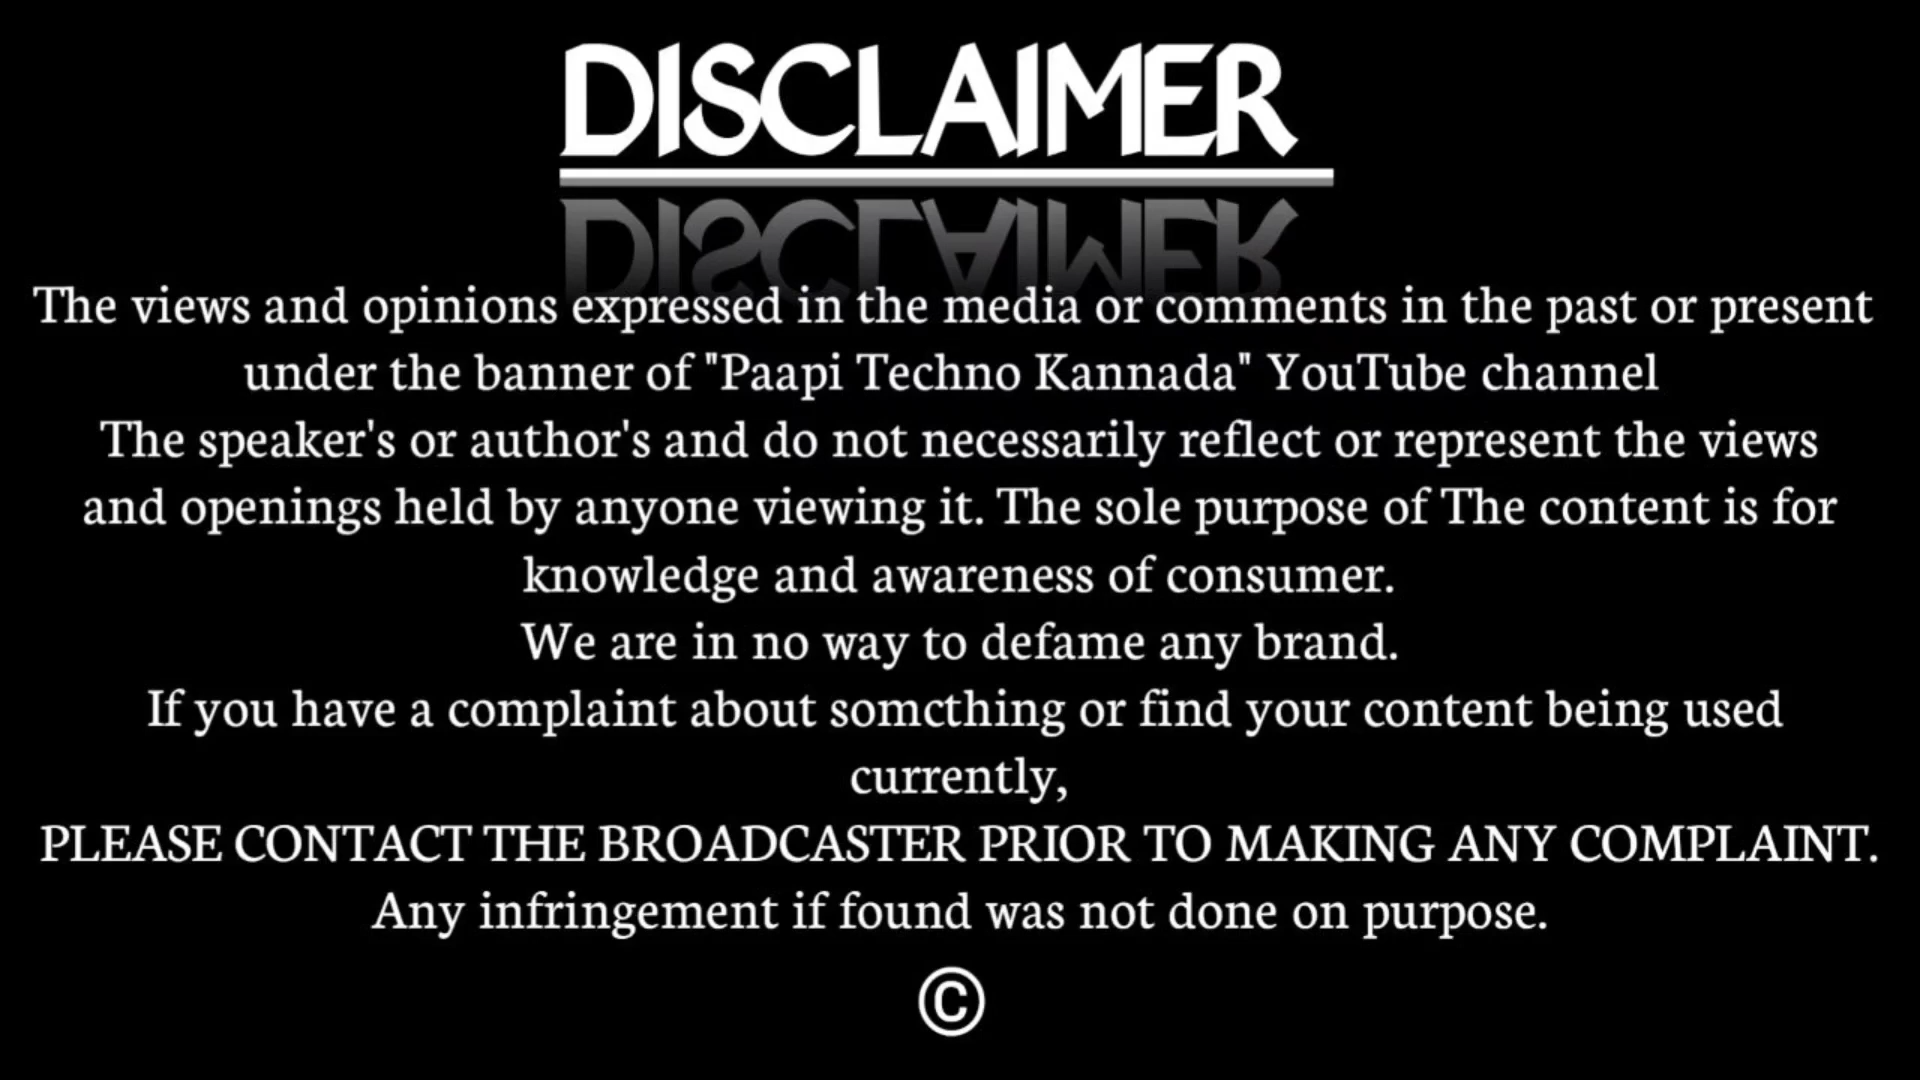 DISCLAIMER
The views and opinions expressed in the media or comments in the past or present
under the banner of "Paapi Techno Kannada" YouTube channel
The speaker's or author's and do not necessarily reflect or represent the views
and openings held by anyone viewing it. The sole purpose of The content is for
knowledge and awareness of consumer.
We are in no way to defame any brand.
If you have a complaint about somcthing or find your content being used
currently,
PLEASE CONTACT THE BROADCASTER PRIOR TO MAKING ANY COMPLAINT.
Any infringement if found was not done on purpose.
©